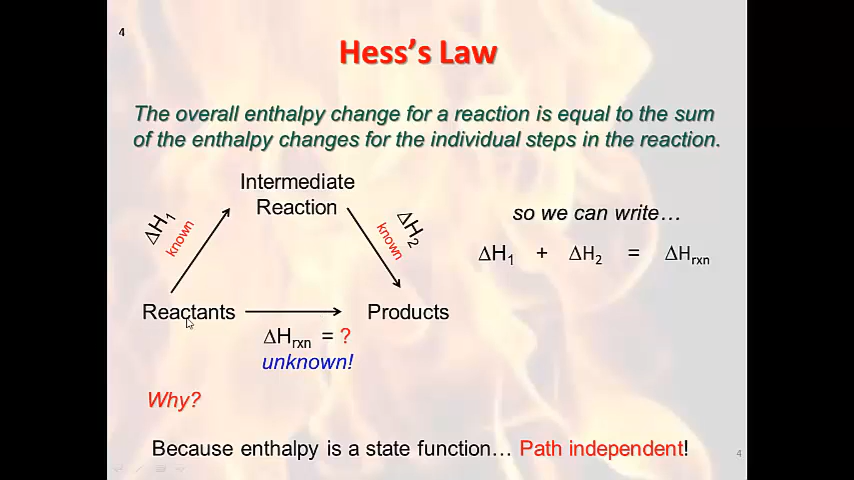 4
Hess's Law
The overall enthalpy change for a reaction is equal to the sum
of the enthalpy changes for the individual steps in the reaction.
Intermediate
Reaction
ΔH₁
known
ΔH₂
known
so we can write…
ΔH₁ + ΔH₂ = ΔHrxn
Reactants
Products
ΔHrxn = ?
unknown!
Why?
Because enthalpy is a state function… Path independent!
4